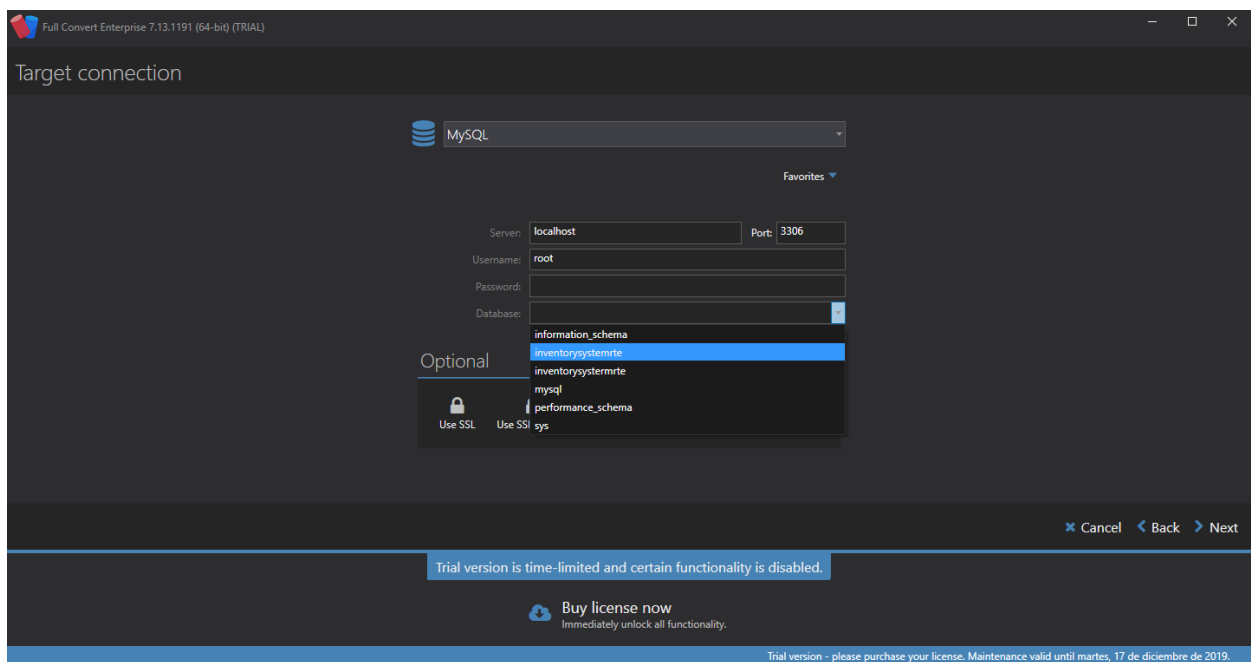 Full Convert Enterprise 7.13.1191 (64-bit) (TRIAL)
Target connection
MySQL
Favorites
Server: localhost Port: 3306
Username: root
Password:
Database:
information_schema
inventorysystemrte
inventorysystermrte
mysql
performance_schema
sys
Optional
Use SSL Use SS
Cancel Back Next
Trial version is time-limited and certain functionality is disabled.
Buy license now
Immediately unlock all functionality.
Trial version - please purchase your license. Maintenance valid until martes, 17 de diciembre de 2019.